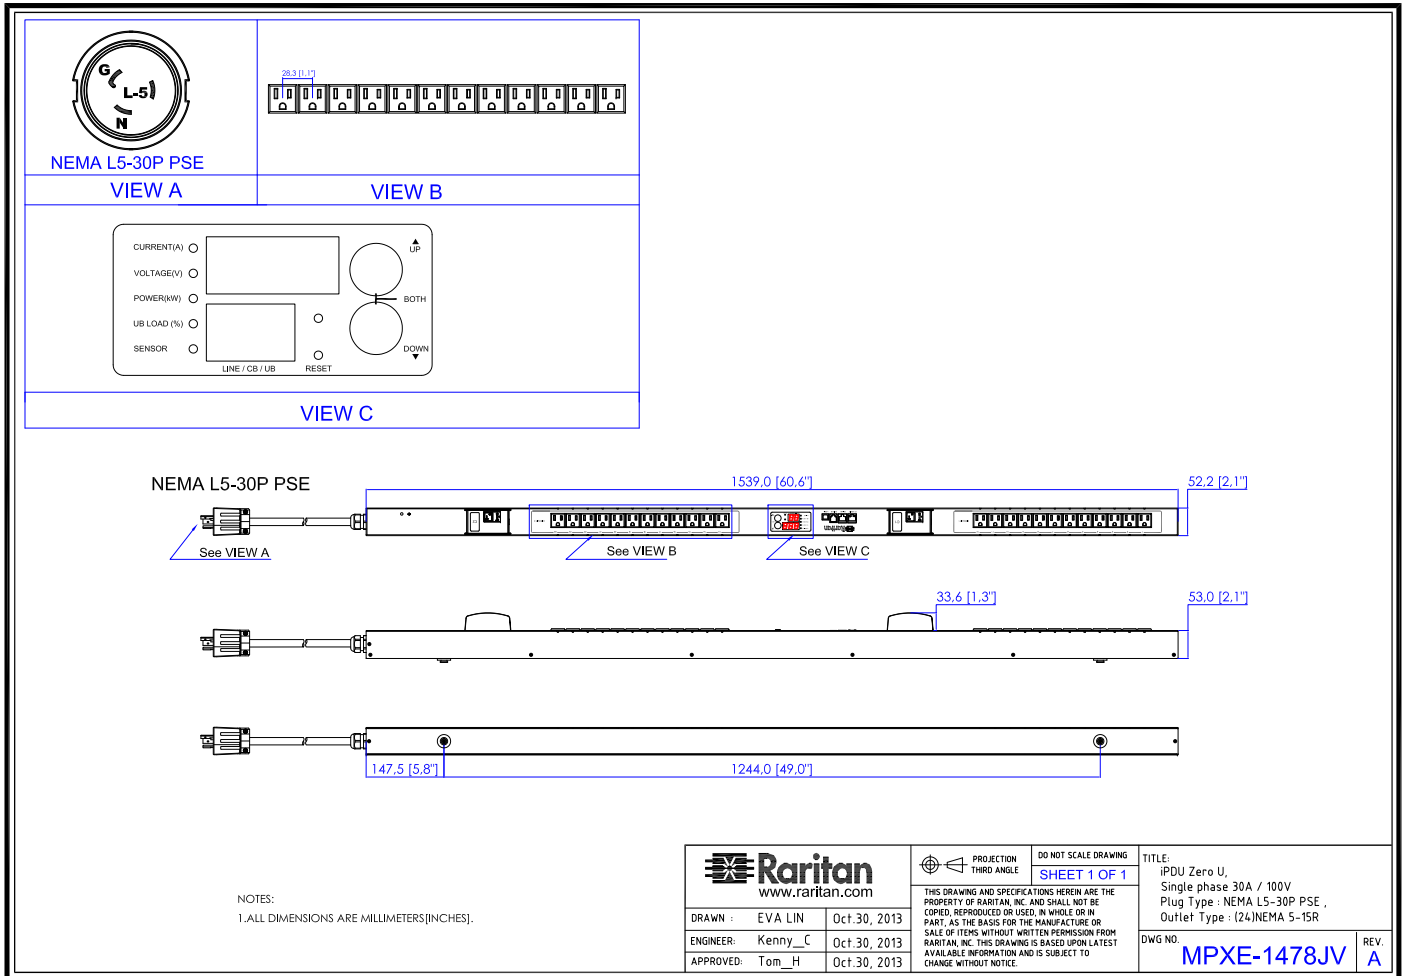 G
L-5
N
NEMA L5-30P PSE
VIEW A
28,3 [1,1"]
VIEW B
CURRENT(A)
VOLTAGE(V)
POWER(kW)
UB LOAD (%)
SENSOR
LINE / CB / UB
RESET
UP
BOTH
DOWN
VIEW C
NEMA L5-30P PSE
1539,0 [60,6"]
52,2 [2,1"]
See VIEW A
See VIEW B
See VIEW C
33,6 [1,3"]
53,0 [2,1"]
147,5 [5,8"]
1244,0 [49,0"]
NOTES:
1.ALL DIMENSIONS ARE MILLIMETERS[INCHES].
Raritan
www.raritan.com
DRAWN : EVA LIN Oct.30, 2013
ENGINEER: Kenny__C Oct.30, 2013
APPROVED: Tom__H Oct.30, 2013
PROJECTION
THIRD ANGLE
DO NOT SCALE DRAWING
SHEET 1 OF 1
THIS DRAWING AND SPECIFICATIONS HEREIN ARE THE
PROPERTY OF RARITAN, INC. AND SHALL NOT BE
COPIED, REPRODUCED OR USED, IN WHOLE OR IN
PART, AS THE BASIS FOR THE MANUFACTURE OR
SALE OF ITEMS WITHOUT WRITTEN PERMISSION FROM
RARITAN, INC. THIS DRAWING IS BASED UPON LATEST
AVAILABLE INFORMATION AND IS SUBJECT TO
CHANGE WITHOUT NOTICE.
TITLE:
iPDU Zero U,
Single phase 30A / 100V
Plug Type : NEMA L5-30P PSE ,
Outlet Type : (24)NEMA 5-15R
DWG NO.
MPXE-1478JV
REV.
A